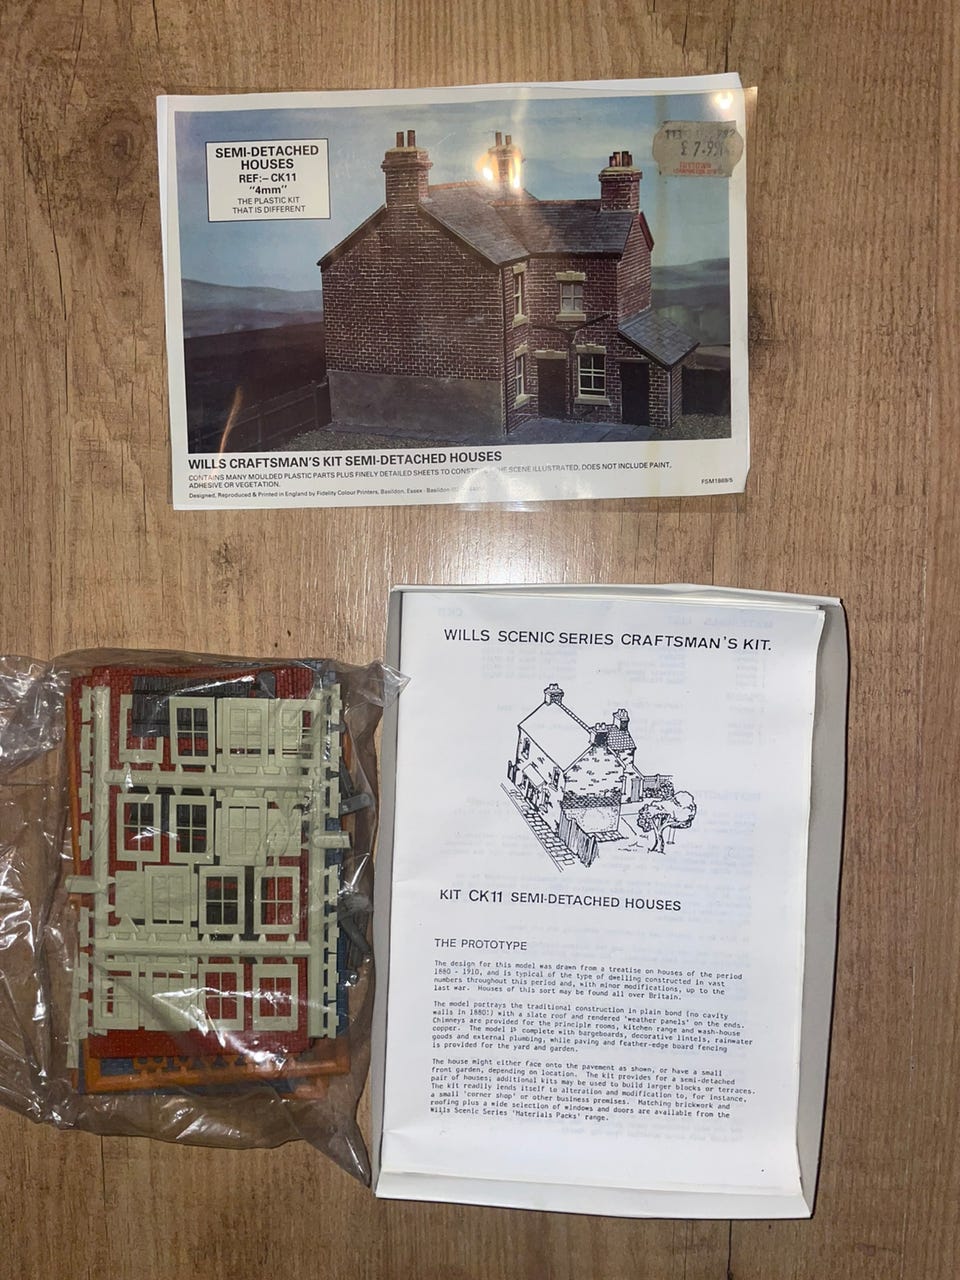 SEMI-DETACHED
HOUSES
REF:– CK11
"4mm"
THE PLASTIC KIT
THAT IS DIFFERENT
£ 7.9
WILLS CRAFTSMAN'S KIT SEMI-DETACHED HOUSES
CONTAINS MANY MOULDED PLASTIC PARTS PLUS FINELY DETAILED SHEETS TO SCENE ILLUSTRATED, DOES NOT INCLUDE PAINT,
ADHESIVE OR VEGETATION.
Designed, Reproduced & Printed in England by Fidelity Colour Printers, Basildon, Essex · Basildon
FSM1869/5
WILLS SCENIC SERIES CRAFTSMAN'S KIT.
KIT CK11 SEMI-DETACHED HOUSES
THE PROTOTYPE
The design for this model was drawn from a treatise on houses of the period
1880 - 1910, and is typical of the type of dwelling constructed in vast
numbers throughout this period and, with minor modifications, up to the
last war. Houses of this sort may be found all over Britain.
The model portrays the traditional construction in plain bond (no cavity
walls in 1880!) with a slate roof and rendered 'weather panels' on the ends.
Chimneys are provided for the principle rooms, kitchen range and wash-house
copper. The model is complete with bargeboards, decorative lintels, rainwater
goods and external plumbing, while paving and feather-edge board fencing
is provided for the yard and garden.
The house might either face onto the pavement as shown, or have a small
front garden, depending on location. The kit provides for a semi-detached
pair of houses; additional kits may be used to build larger blocks or terraces.
The kit readily lends itself to alteration and modification to, for instance,
a small 'corner shop' or other business premises. Matching brickwork and
roofing plus a wide selection of windows and doors are available from the
Wills Scenic Series 'Materials Packs' range.